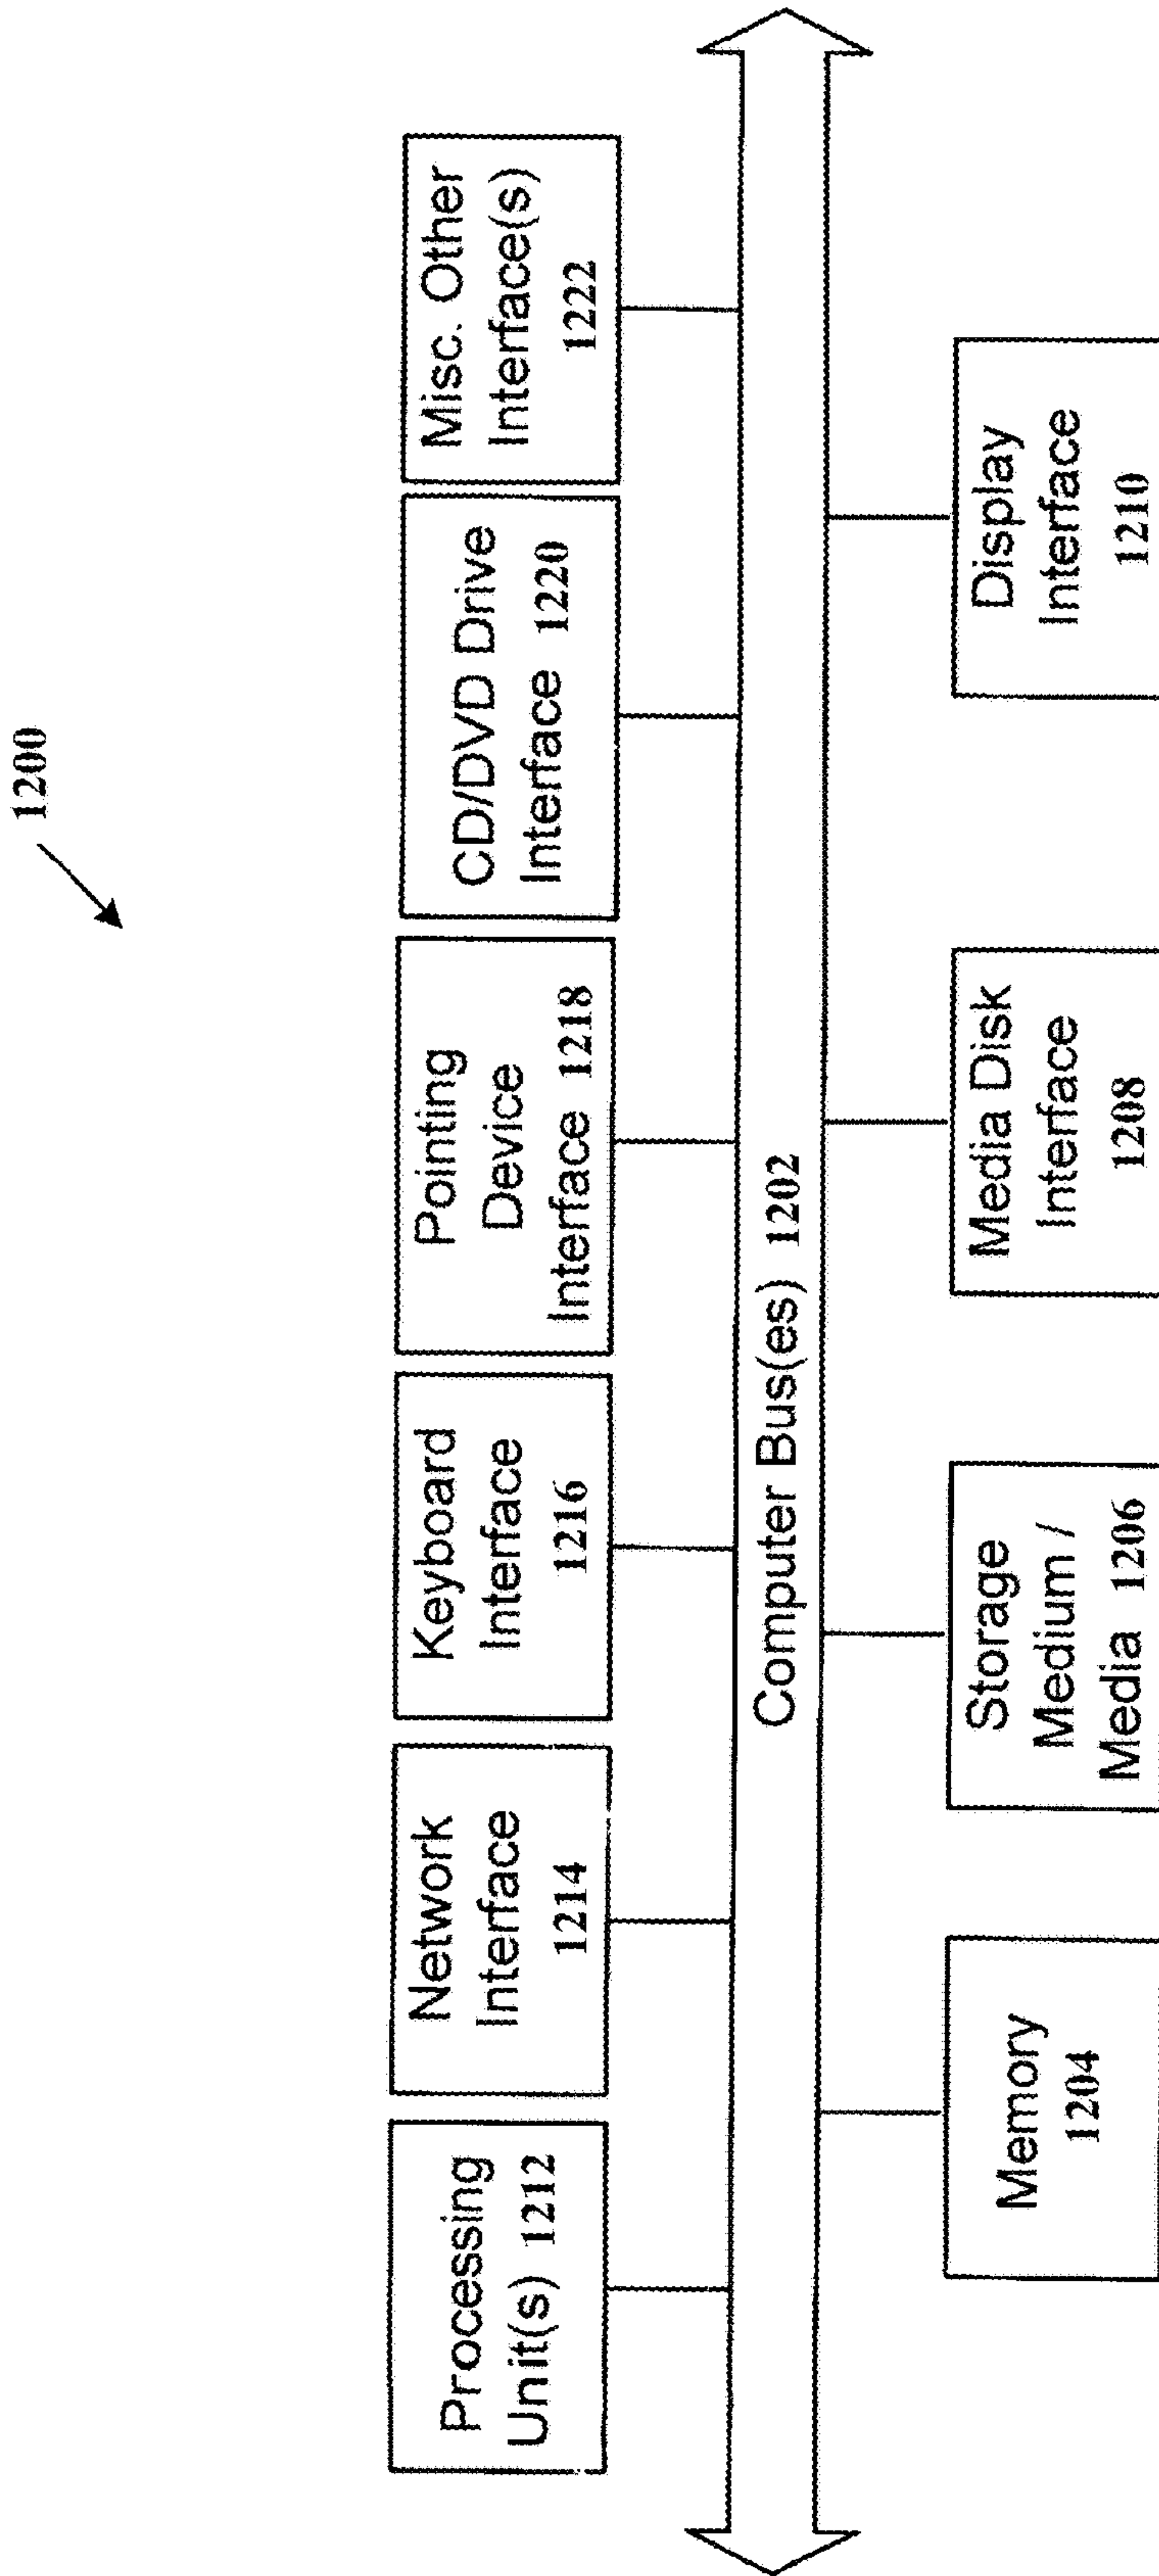 1200
Processing
Unit(s) 1212
Network
Interface
1214
Keyboard
Interface
1216
Pointing
Device
Interface 1218
CD/DVD Drive
Interface 1220
Misc. Other
Interface(s)
1222
Computer Bus(es) 1202
Memory
1204
Storage
Medium /
Media 1206
Media Disk
Interface
1208
Display
Interface
1210